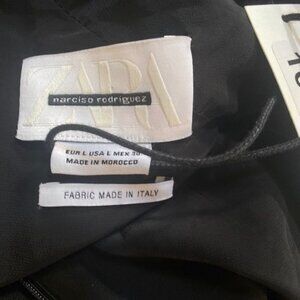 ZARA
narciso rodriguez
EUR L USA L MEX 30
MADE IN MOROCCO
FABRIC MADE IN ITALY